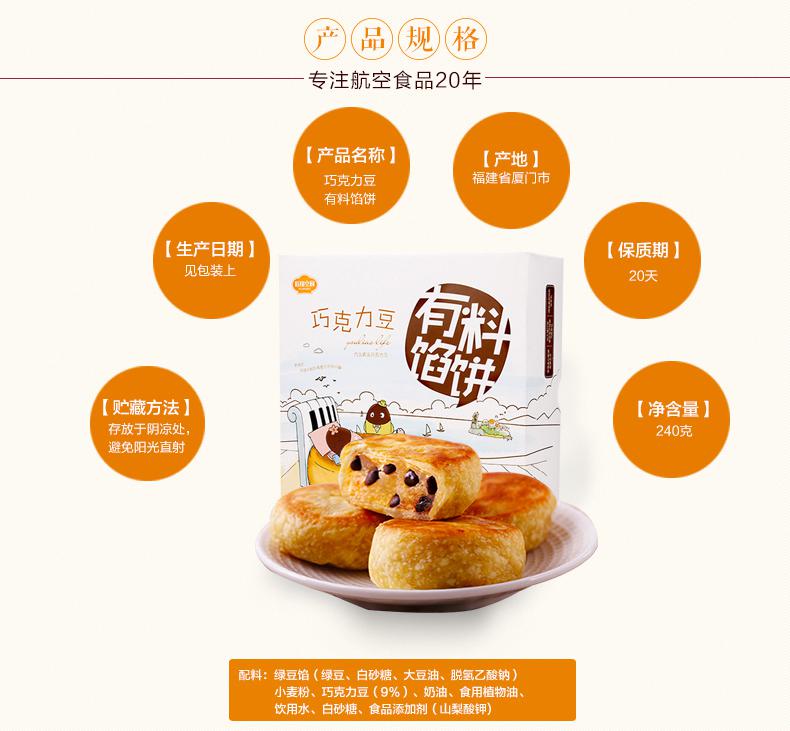 产品规格
专注航空食品20年
【产品名称】
巧克力豆
有料馅饼
【产地】
福建省厦门市
【生产日期】
见包装上
【保质期】
20天
巧克力豆
有料
馅饼
【贮藏方法】
存放于阴凉处，
避免阳光直射
【净含量】
240克
配料：绿豆馅（绿豆、白砂糖、大豆油、脱氢乙酸钠）
小麦粉、巧克力豆（9%）、奶油、食用植物油、
饮用水、白砂糖、食品添加剂（山梨酸钾）